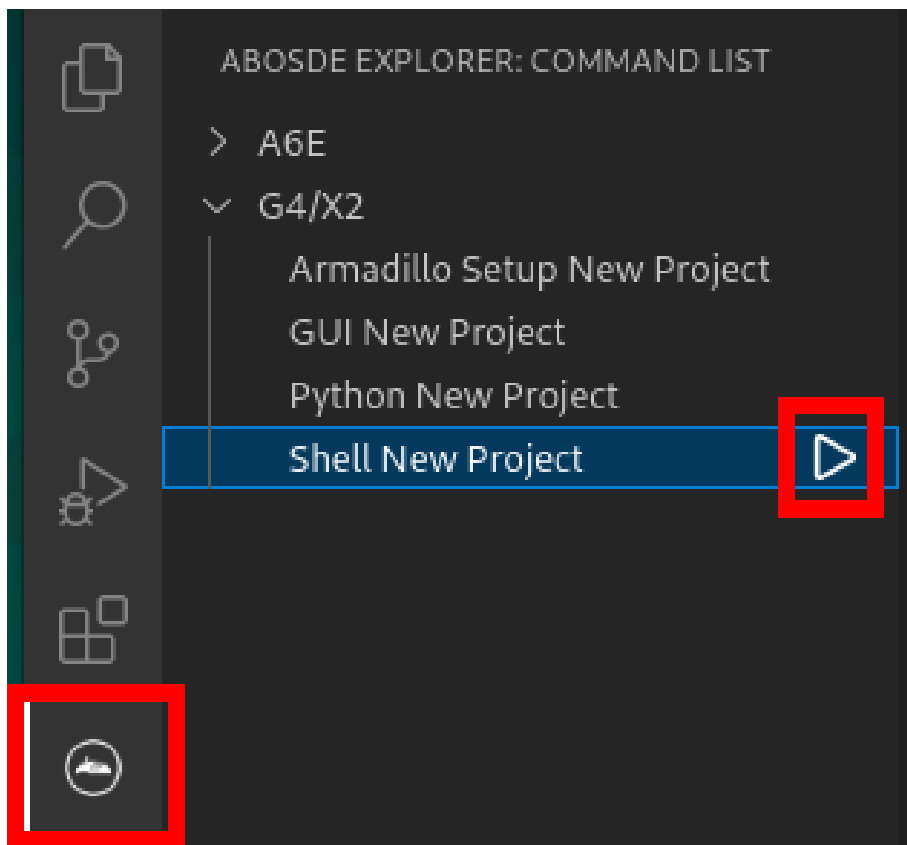 ABOSDE EXPLORER: COMMAND LIST
A6E
G4/X2
Armadillo Setup New Project
GUI New Project
Python New Project
Shell New Project